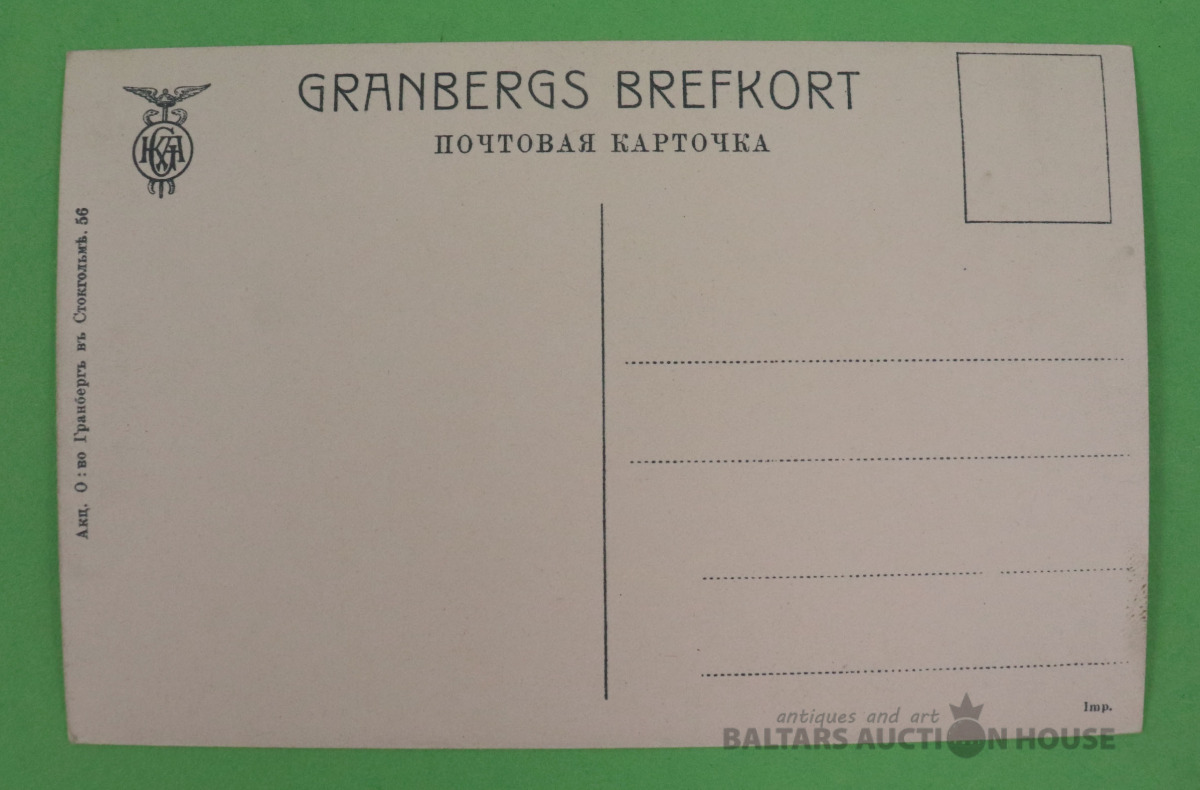 GRANBERGS BREFKORT
ПОЧТОВАЯ КАРТОЧКА
Акц. О:во Гранбергъ въ Стокгольмѣ. 56
Imp.
antiques and art
BALTARS AUCTION HOUSE